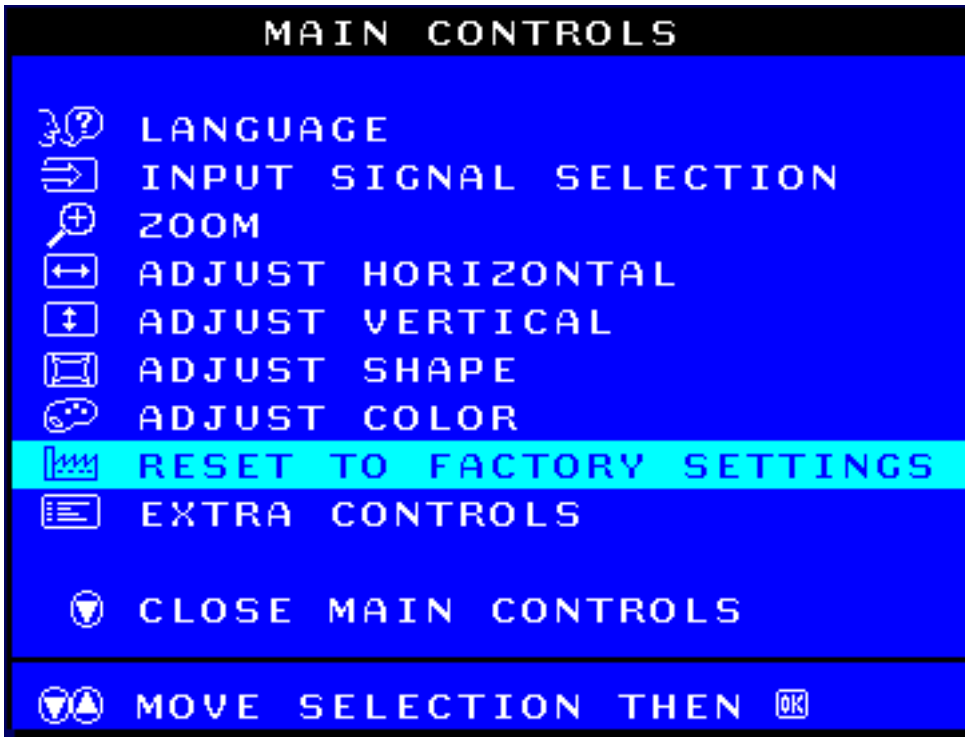 MAIN CONTROLS
LANGUAGE
INPUT SIGNAL SELECTION
ZOOM
ADJUST HORIZONTAL
ADJUST VERTICAL
ADJUST SHAPE
ADJUST COLOR
RESET TO FACTORY SETTINGS
EXTRA CONTROLS
CLOSE MAIN CONTROLS
MOVE SELECTION THEN OK